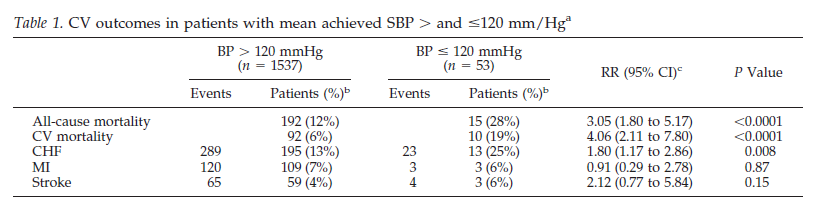 Table 1. CV outcomes in patients with mean achieved SBP > and ≤120 mm/Hgᵃ
BP > 120 mmHg (n = 1537) BP ≤ 120 mmHg (n = 53) RR (95% CI)ᶜ P Value
Events Patients (%)ᵇ Events Patients (%)ᵇ
All-cause mortality 192 (12%) 15 (28%) 3.05 (1.80 to 5.17) <0.0001
CV mortality 92 (6%) 10 (19%) 4.06 (2.11 to 7.80) <0.0001
CHF 289 195 (13%) 23 13 (25%) 1.80 (1.17 to 2.86) 0.008
MI 120 109 (7%) 3 3 (6%) 0.91 (0.29 to 2.78) 0.87
Stroke 65 59 (4%) 4 3 (6%) 2.12 (0.77 to 5.84) 0.15